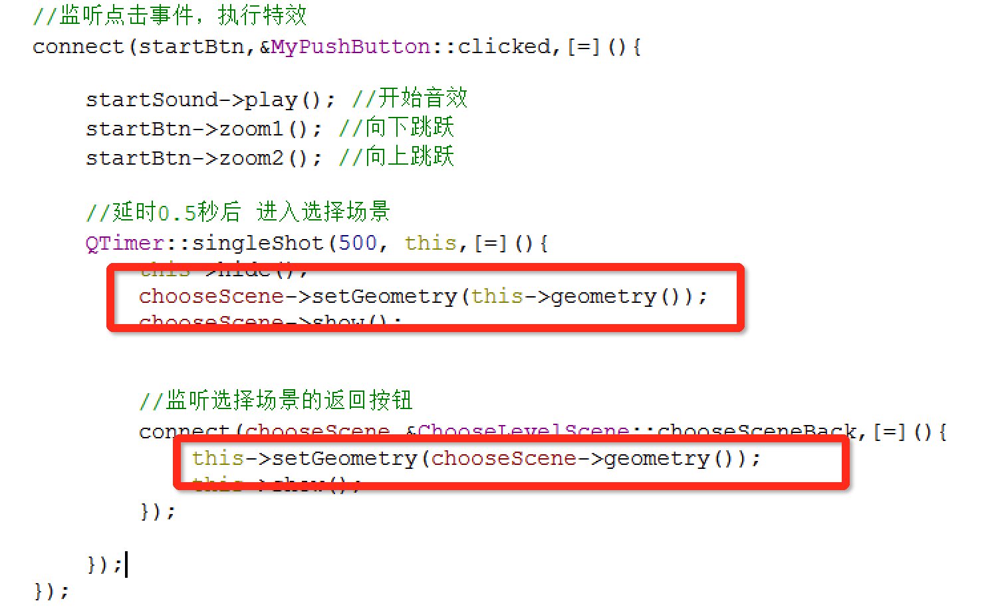 //监听点击事件，执行特效
connect(startBtn,&MyPushButton::clicked,[=](){
startSound->play(); //开始音效
startBtn->zoom1(); //向下跳跃
startBtn->zoom2(); //向上跳跃
//延时0.5秒后 进入选择场景
QTimer::singleShot(500, this,[=](){
this->hide();
chooseScene->setGeometry(this->geometry());
chooseScene->show();
//监听选择场景的返回按钮
connect(chooseScene,&ChooseLevelScene::chooseSceneBack,[=](){
this->setGeometry(chooseScene->geometry());
this->show();
});
});
});